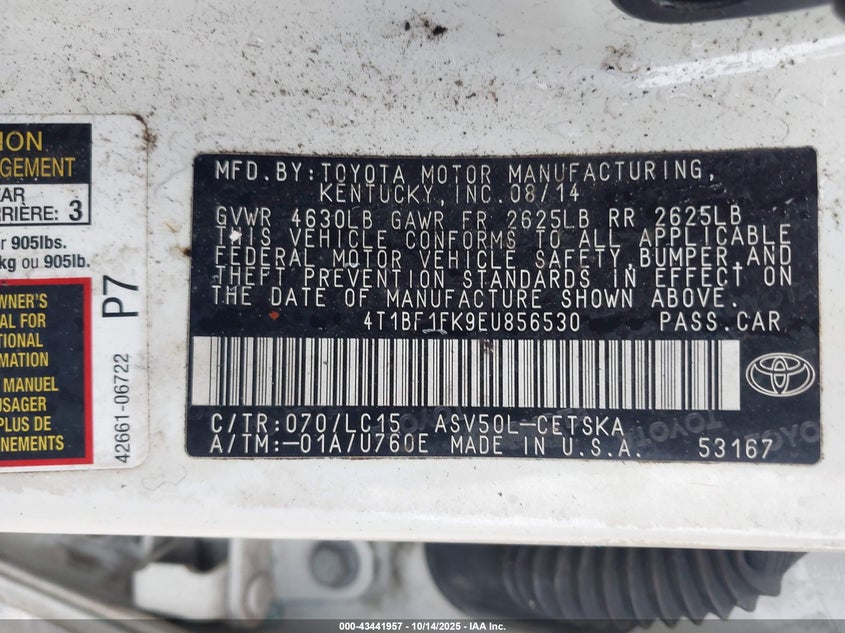 ION
GEMENT
AR
RRIÈRE: 3
r 905lbs.
kg ou 905lb.
WNER'S
AL FOR
TIONAL
MATION
MANUEL
USAGER
PLUS DE
GNEMENTS
P7
42661-06722
MFD.BY:TOYOTA MOTOR MANUFACTURING,
KENTUCKY, INC. 08/14
GVWR 4630LB GAWR FR 2625LB RR 2625LB
THIS VEHICLE CONFORMS TO ALL APPLICABLE
FEDERAL MOTOR VEHICLE SAFETY,BUMPER,AND
THEFT PREVENTION STANDARDS IN EFFECT ON
THE DATE OF MANUFACTURE SHOWN ABOVE.
4T1BF1FK9EU856530 PASS.CAR
C/TR:070/LC15 ASV50L-CETSKA
A/TM:-01A/U760E MADE IN U.S.A. 53167
000-43441957 - 10/14/2025 - IAA Inc.